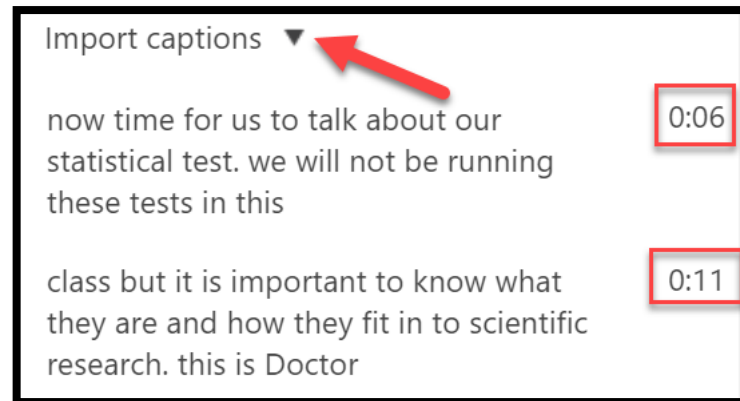 Import captions ▼
now time for us to talk about our 0:06
statistical test. we will not be running
these tests in this
class but it is important to know what 0:11
they are and how they fit in to scientific
research. this is Doctor